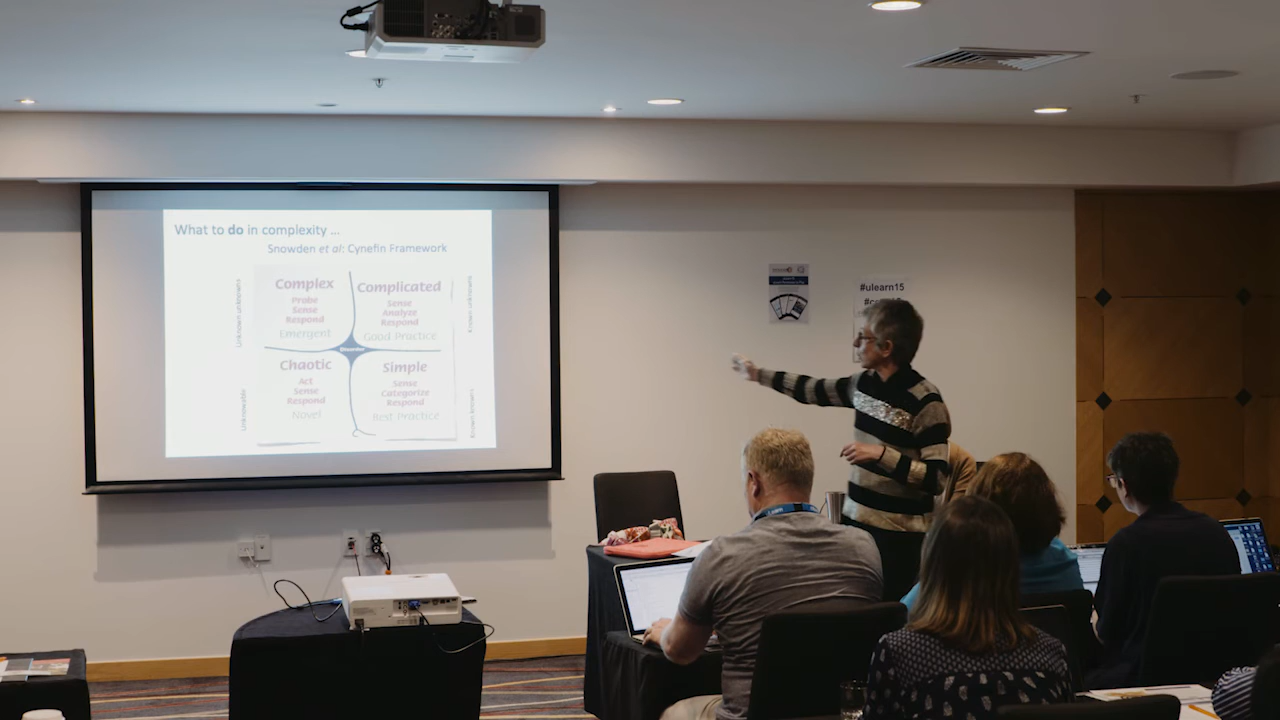 What to do in complexity ...
Snowden et al: Cynefin Framework
Unknown unknowns
Complex
Probe
Sense
Respond
Emergent
Complicated
Sense
Analyze
Respond
Good Practice
Known unknowns
Disorder
Unknowable
Chaotic
Act
Sense
Respond
Novel
Simple
Sense
Categorize
Respond
Best Practice
Known knowns
#ulearn15